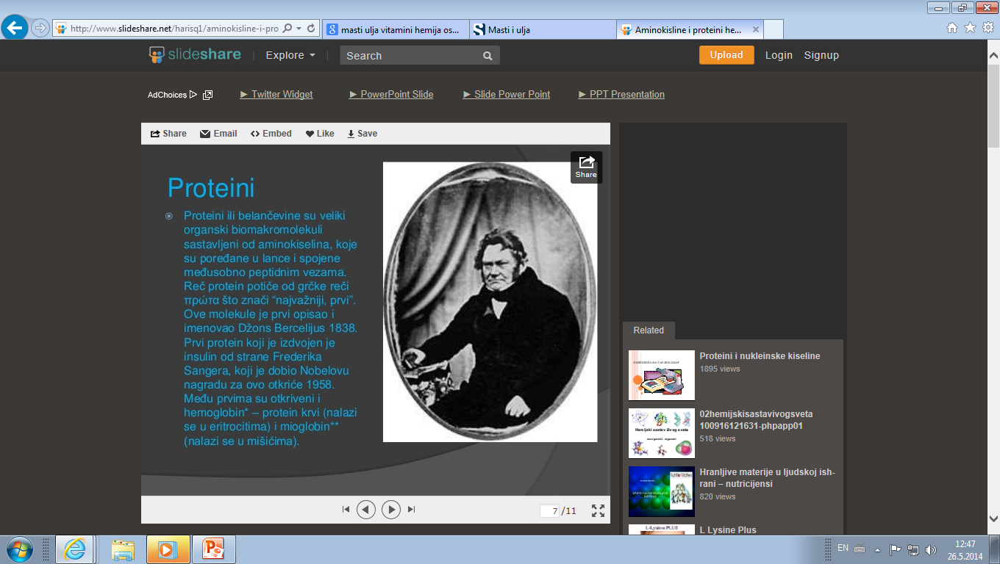 http://www.slideshare.net/harisq1/aminokisline-i-pro
masti ulja vitamini hemija os...
Masti i ulja
Aminokisline i proteini he...
slideshare
Explore
Search
Upload
Login
Signup
AdChoices
► Twitter Widget
► PowerPoint Slide
► Slide Power Point
► PPT Presentation
Share
Email
Embed
Like
Save
Share
Proteini
Proteini ili belančevine su veliki
organski biomakromolekuli
sastavljeni od aminokiselina, koje
su poređane u lance i spojene
međusobno peptidnim vezama.
Reč protein potiče od grčke reči
πρώτα što znači “najvažniji, prvi”.
Ove molekule je prvi opisao i
imenovao Džons Bercelijus 1838.
Prvi protein koji je izdvojen je
insulin od strane Frederika
Sangera, koji je dobio Nobelovu
nagradu za ovo otkriće 1958.
Među prvima su otkriveni i
hemoglobin* – protein krvi (nalazi
se u eritrocitima) i mioglobin**
(nalazi se u mišićima).
7 /11
Related
Proteini i nukleinske kiseline
1895 views
02hemijskisastavivogsveta
100916121631-phpapp01
518 views
Hemijski sastav živog sveta
Hranljive materije u ljudskoj ish-
rani – nutricijensi
820 views
L-Lysine PLUS
L Lysine Plus
EN
12:47
26.5.2014